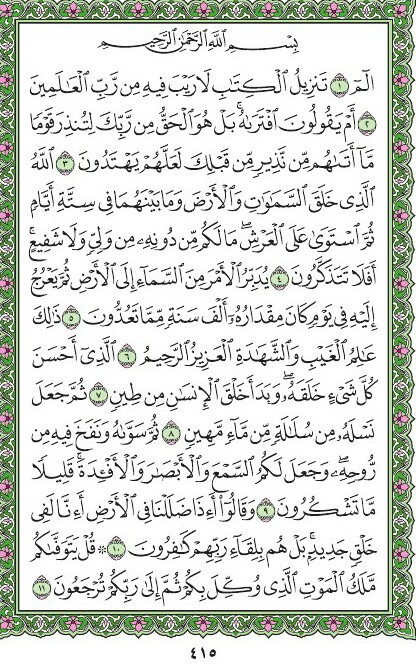 بِسْمِ ٱللَّهِ ٱلرَّحْمَٰنِ ٱلرَّحِيمِ
الٓمٓ ١ تَنزِيلُ ٱلْكِتَٰبِ لَا رَيْبَ فِيهِ مِن رَّبِّ ٱلْعَٰلَمِينَ
٢ أَمْ يَقُولُونَ ٱفْتَرَىٰهُ ۚ بَلْ هُوَ ٱلْحَقُّ مِن رَّبِّكَ لِتُنذِرَ قَوْمًا
مَّآ أَتَىٰهُم مِّن نَّذِيرٍ مِّن قَبْلِكَ لَعَلَّهُمْ يَهْتَدُونَ ٣ ٱللَّهُ
ٱلَّذِى خَلَقَ ٱلسَّمَٰوَٰتِ وَٱلْأَرْضَ وَمَا بَيْنَهُمَا فِى سِتَّةِ أَيَّامٍ
ثُمَّ ٱسْتَوَىٰ عَلَى ٱلْعَرْشِ ۖ مَا لَكُم مِّن دُونِهِۦ مِن وَلِىٍّ وَلَا شَفِيعٍ ۚ
أَفَلَا تَتَذَكَّرُونَ ٤ يُدَبِّرُ ٱلْأَمْرَ مِنَ ٱلسَّمَآءِ إِلَى ٱلْأَرْضِ ثُمَّ يَعْرُجُ
إِلَيْهِ فِى يَوْمٍ كَانَ مِقْدَارُهُۥٓ أَلْفَ سَنَةٍ مِّمَّا تَعُدُّونَ ٥ ذَٰلِكَ
عَٰلِمُ ٱلْغَيْبِ وَٱلشَّهَٰدَةِ ٱلْعَزِيزُ ٱلرَّحِيمُ ٦ ٱلَّذِىٓ أَحْسَنَ
كُلَّ شَىْءٍ خَلَقَهُۥ ۖ وَبَدَأَ خَلْقَ ٱلْإِنسَٰنِ مِن طِينٍ ٧ ثُمَّ جَعَلَ
نَسْلَهُۥ مِن سُلَٰلَةٍ مِّن مَّآءٍ مَّهِينٍ ٨ ثُمَّ سَوَّىٰهُ وَنَفَخَ فِيهِ مِن
رُّوحِهِۦ ۖ وَجَعَلَ لَكُمُ ٱلسَّمْعَ وَٱلْأَبْصَٰرَ وَٱلْأَفْـِٔدَةَ ۚ قَلِيلًا
مَّا تَشْكُرُونَ ٩ وَقَالُوٓا۟ أَءِذَا ضَلَلْنَا فِى ٱلْأَرْضِ أَءِنَّا لَفِى
خَلْقٍ جَدِيدٍۭ ۚ بَلْ هُم بِلِقَآءِ رَبِّهِمْ كَٰفِرُونَ ١٠ ۞ قُلْ يَتَوَفَّىٰكُم
مَّلَكُ ٱلْمَوْتِ ٱلَّذِى وُكِّلَ بِكُمْ ثُمَّ إِلَىٰ رَبِّكُمْ تُرْجَعُونَ ١١
٤١٥